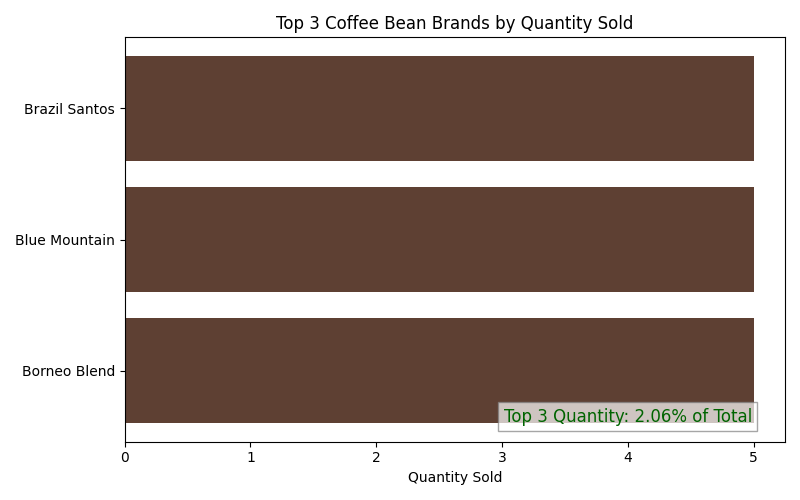 Top 3 Coffee Bean Brands by Quantity Sold
Brazil Santos
Blue Mountain
Borneo Blend
Top 3 Quantity: 2.06% of Total
0 1 2 3 4 5
Quantity Sold